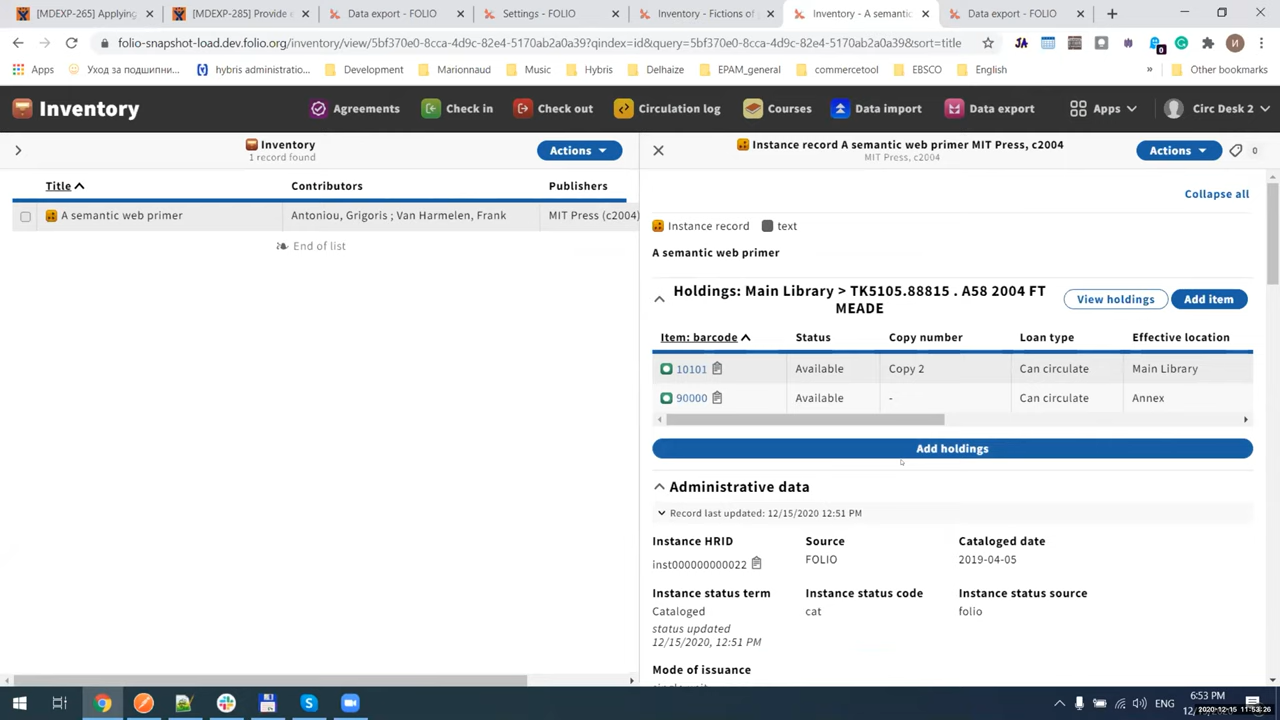 [MDEXP-265] Applying
[MDEXP-285] Provide e
Data export - FOLIO
Settings - FOLIO
Inventory - Fictions of
Inventory - A semantic
Data export - FOLIO
folio-snapshot-load.dev.folio.org/inventory/view/5bf370e0-8cca-4d9c-82e4-5170ab2a0a39?qindex=id&query=5bf370e0-8cca-4d9c-82e4-5170ab2a0a39&sort=title
Apps
Уход за подшипни...
hybris administratio...
Development
Marionnaud
Music
Hybris
Delhaize
EPAM_general
commercetool
EBSCO
English
Other bookmarks
Inventory
Agreements
Check in
Check out
Circulation log
Courses
Data import
Data export
Apps
Circ Desk 2
Inventory
1 record found
Actions
Title
Contributors
Publishers
A semantic web primer
Antoniou, Grigoris ; Van Harmelen, Frank
MIT Press (c2004)
End of list
Instance record A semantic web primer MIT Press, c2004
MIT Press, c2004
Actions
0
Collapse all
Instance record
text
A semantic web primer
Holdings: Main Library > TK5105.88815 . A58 2004 FT
MEADE
View holdings
Add item
Item: barcode
Status
Copy number
Loan type
Effective location
10101
Available
Copy 2
Can circulate
Main Library
90000
Available
-
Can circulate
Annex
Add holdings
Administrative data
Record last updated: 12/15/2020 12:51 PM
Instance HRID
Source
Cataloged date
inst000000000022
FOLIO
2019-04-05
Instance status term
Instance status code
Instance status source
Cataloged
cat
folio
status updated
12/15/2020, 12:51 PM
Mode of issuance
ENG
6:53 PM
2020-12-15 11:53:26